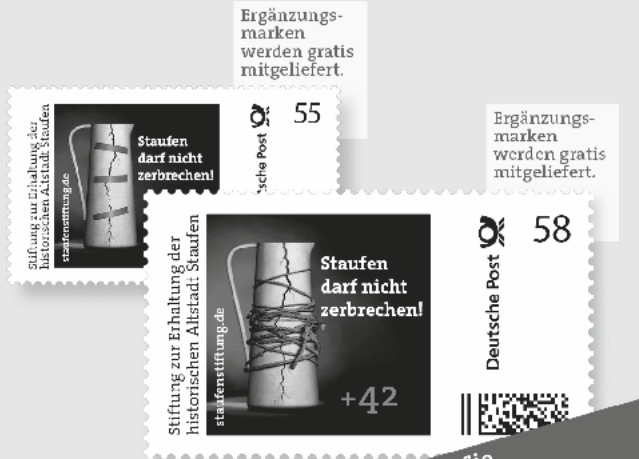 Ergänzungs-
marken
werden gratis
mitgeliefert.
Stiftung zur Erhaltung der
historischen Altstadt Staufen
staufenstiftung.de
Staufen
darf nicht
zerbrechen!
55
Ergänzungs-
marken
werden gratis
mitgeliefert.
Stiftung zur Erhaltung der
historischen Altstadt Staufen
staufenstiftung.de
Staufen
darf nicht
zerbrechen!
+42
Deutsche Post
58